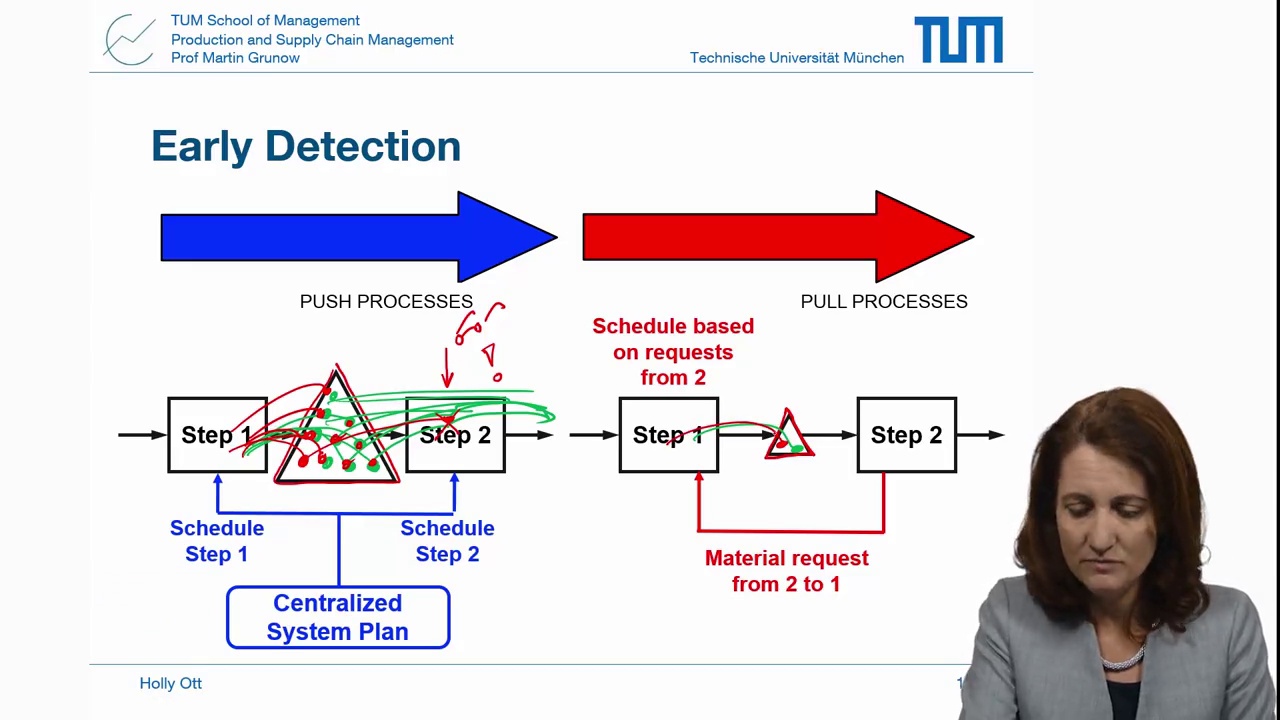 TUM School of Management
Production and Supply Chain Management
Prof Martin Grunow
Technische Universität München
TUM
Early Detection
PUSH PROCESSES
PULL PROCESSES
Schedule based
on requests
from 2
Step 1
Step 2
Step 1
Step 2
Schedule
Step 1
Schedule
Step 2
Material request
from 2 to 1
Centralized
System Plan
Holly Ott